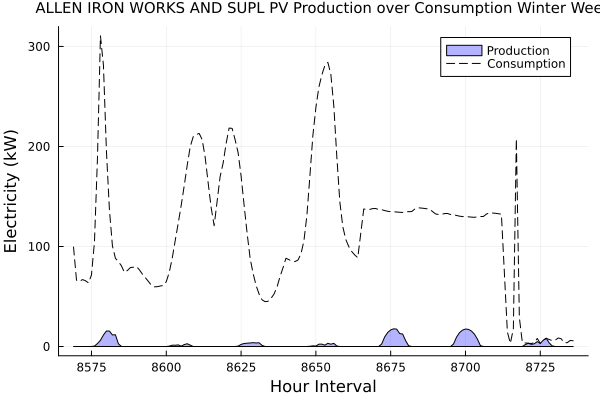 ALLEN IRON WORKS AND SUPL PV Production over Consumption Winter Wee
Production
Consumption
Electricity (kW)
300
200
100
0
8575 8600 8625 8650 8675 8700 8725
Hour Interval